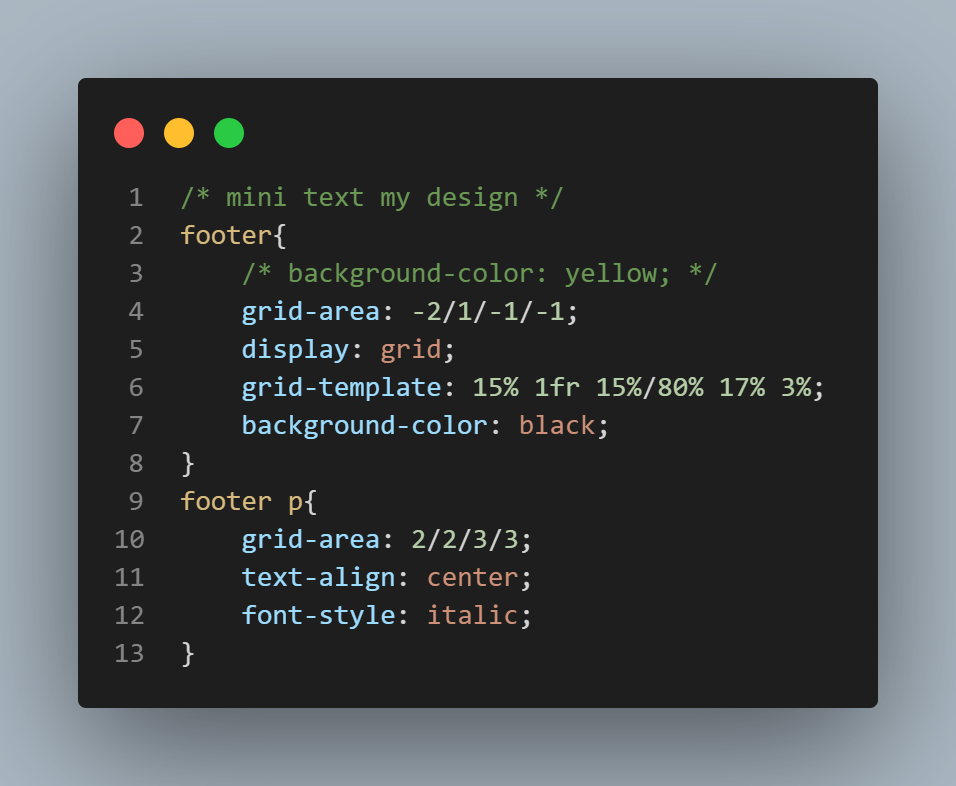 1 /* mini text my design */
2 footer{
3     /* background-color: yellow; */
4     grid-area: -2/1/-1/-1;
5     display: grid;
6     grid-template: 15% 1fr 15%/80% 17% 3%;
7     background-color: black;
8 }
9 footer p{
10     grid-area: 2/2/3/3;
11     text-align: center;
12     font-style: italic;
13 }